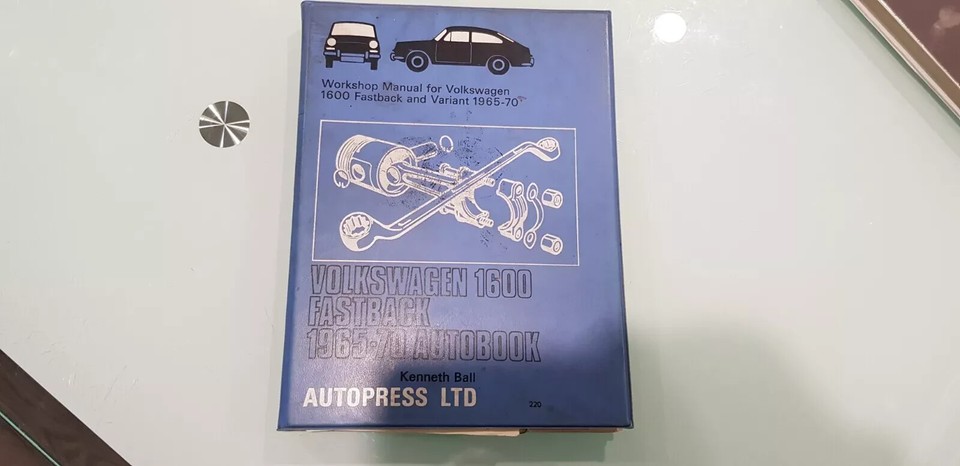 Workshop Manual for Volkswagen
1600 Fastback and Variant 1965-70
VOLKSWAGEN 1600
FASTBACK
1965-70 AUTOBOOK
Kenneth Ball
AUTOPRESS LTD
220